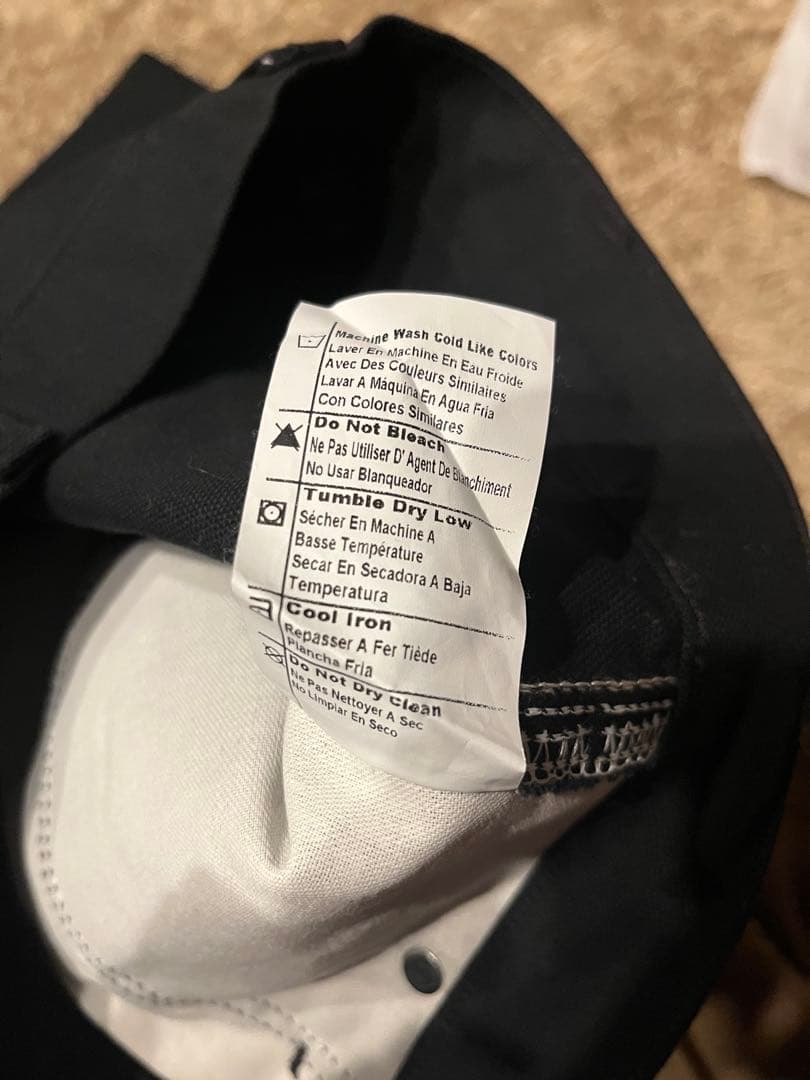 Machine Wash Cold Like Colors
Laver En Machine En Eau Froide
Avec Des Couleurs Similaires
Lavar A Máquina En Agua Fria
Con Colores Similares
Do Not Bleach
Ne Pas Utiliser D' Agent De Blanchiment
No Usar Blanqueador
Tumble Dry Low
Sécher En Machine A
Basse Température
Secar En Secadora A Baja
Temperatura
Cool Iron
Repasser A Fer Tiède
Plancha Fria
Do Not Dry Clean
Ne Pas Nettoyer A Sec
No Limpiar En Seco